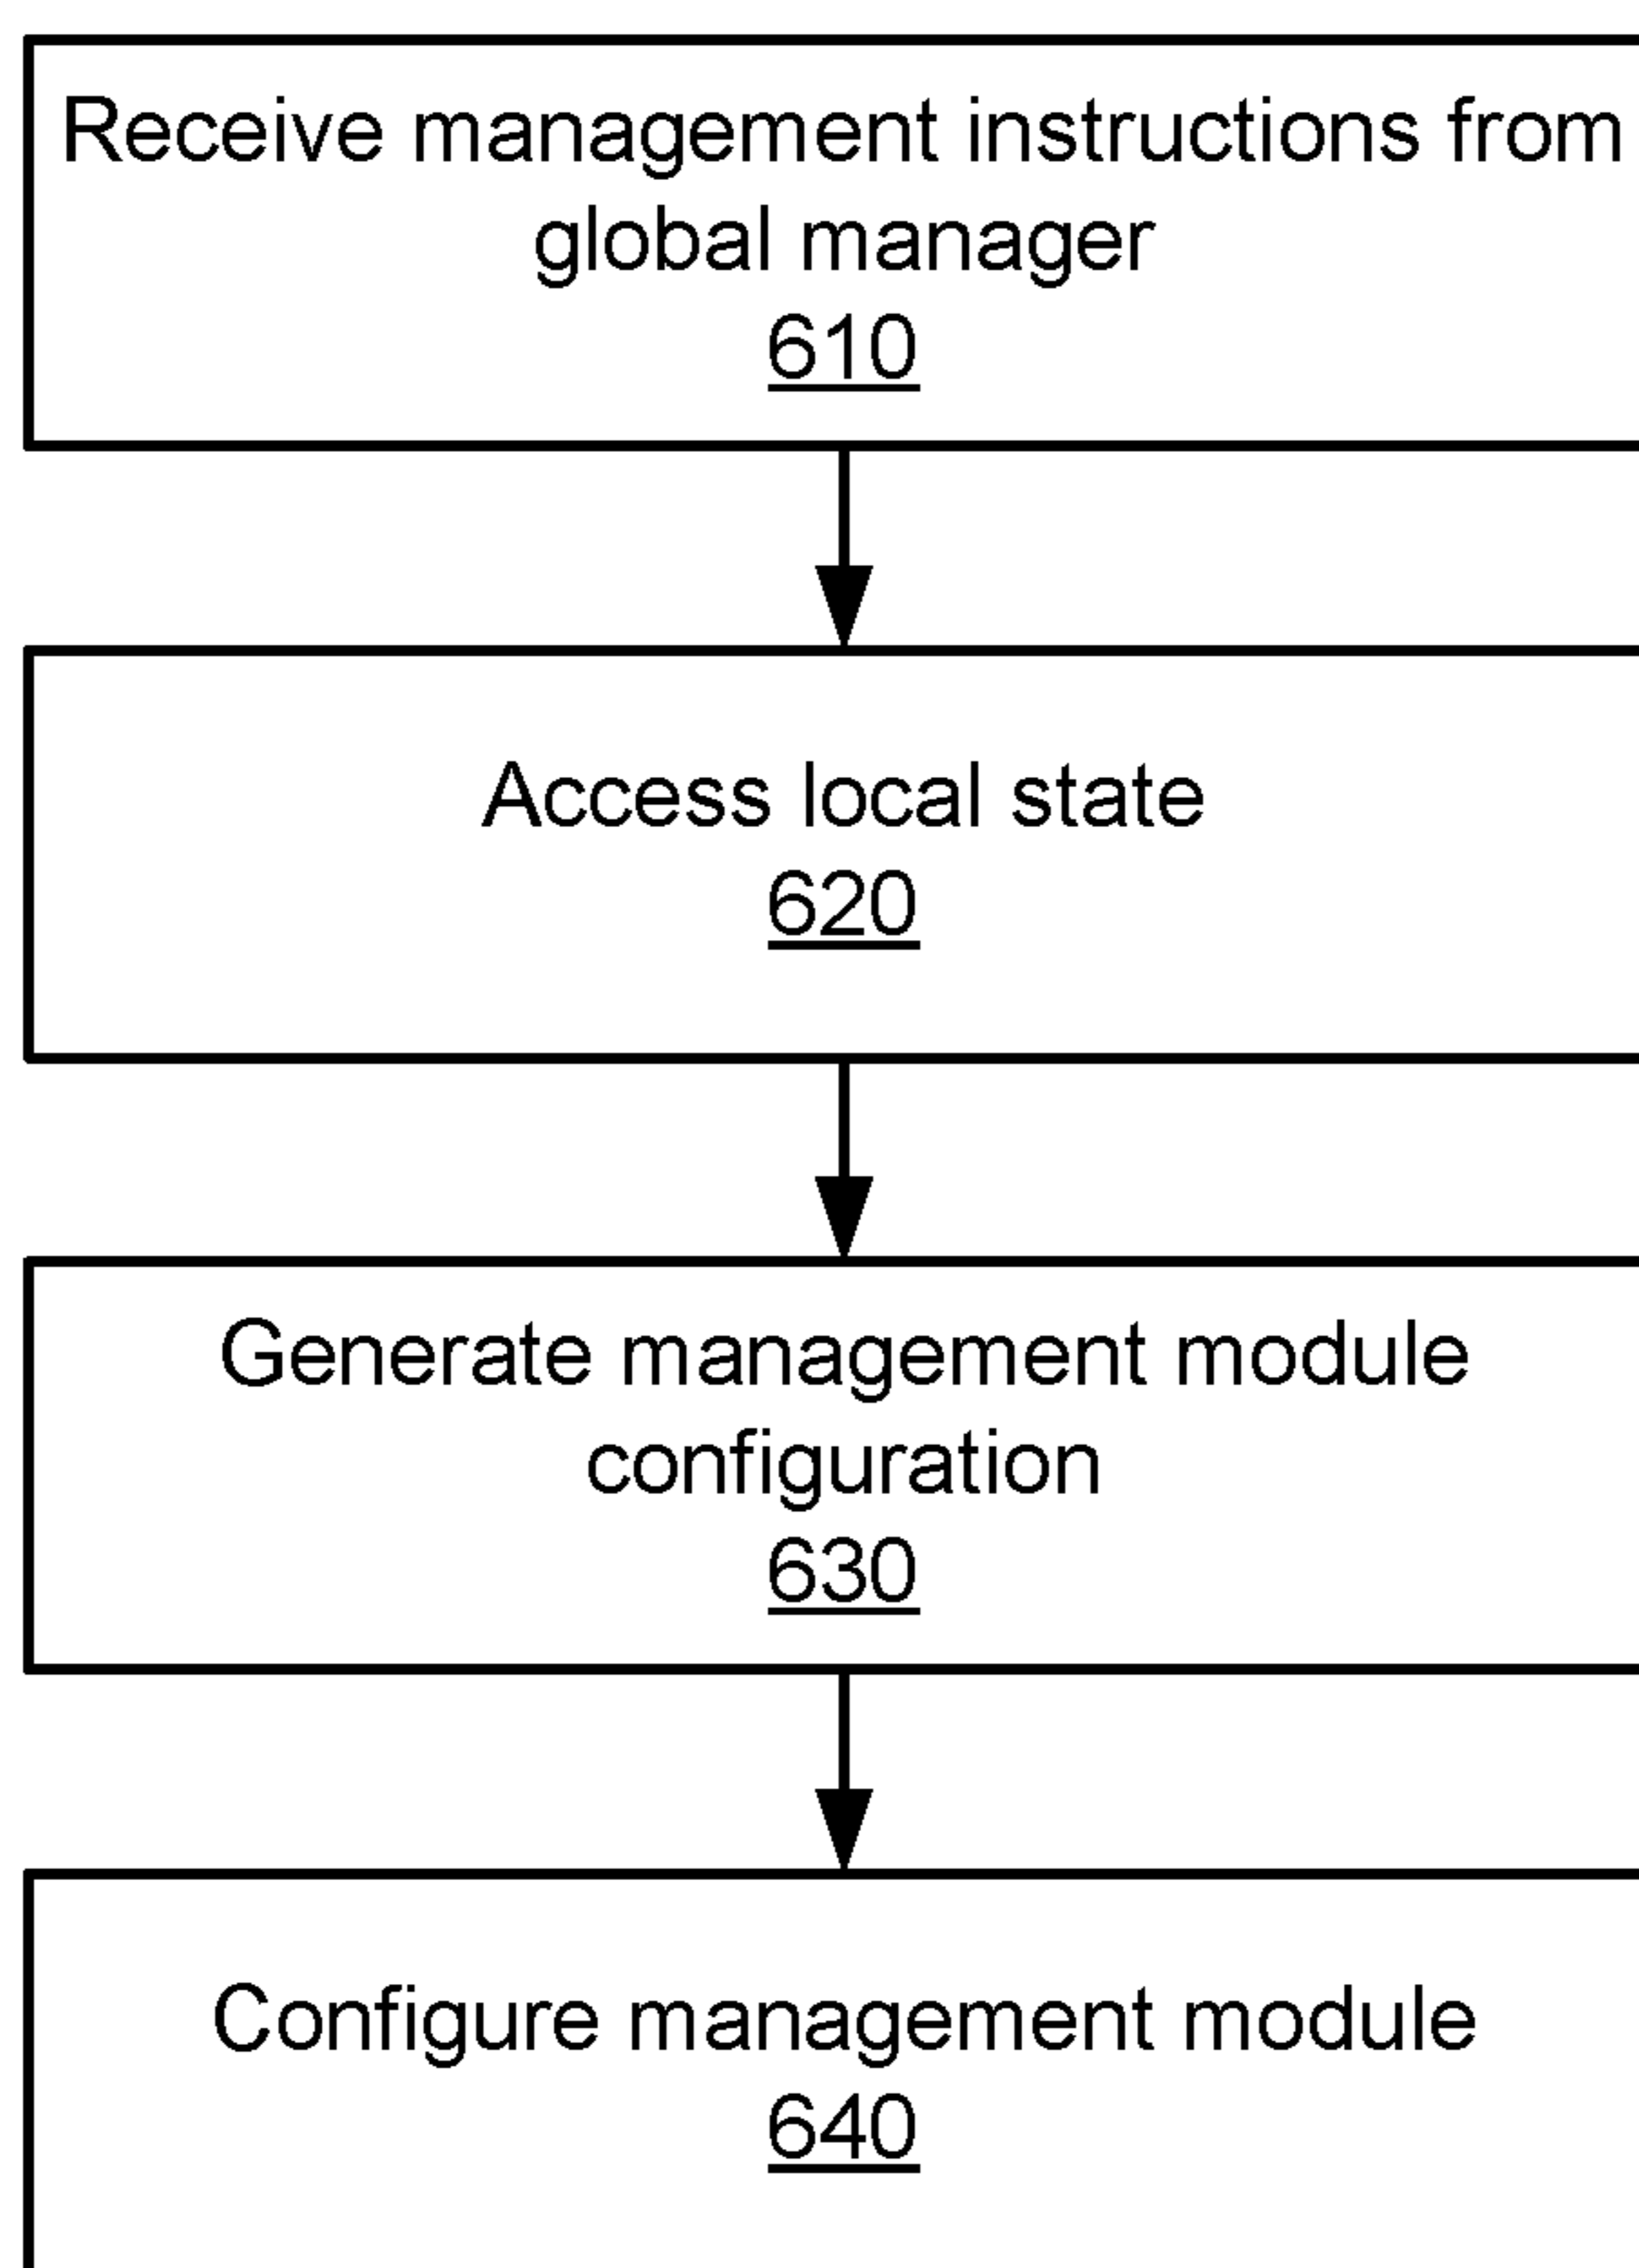 Receive management instructions from
global manager
610
Access local state
620
Generate management module
configuration
630
Configure management module
640